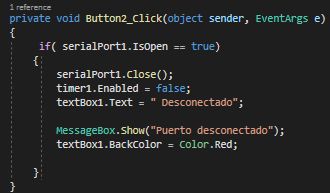 1 reference
private void Button2_Click(object sender, EventArgs e)
{
if( serialPort1.IsOpen == true)
{
serialPort1.Close();
timer1.Enabled = false;
textBox1.Text = " Desconectado";
MessageBox.Show("Puerto desconectado");
textBox1.BackColor = Color.Red;
}
}